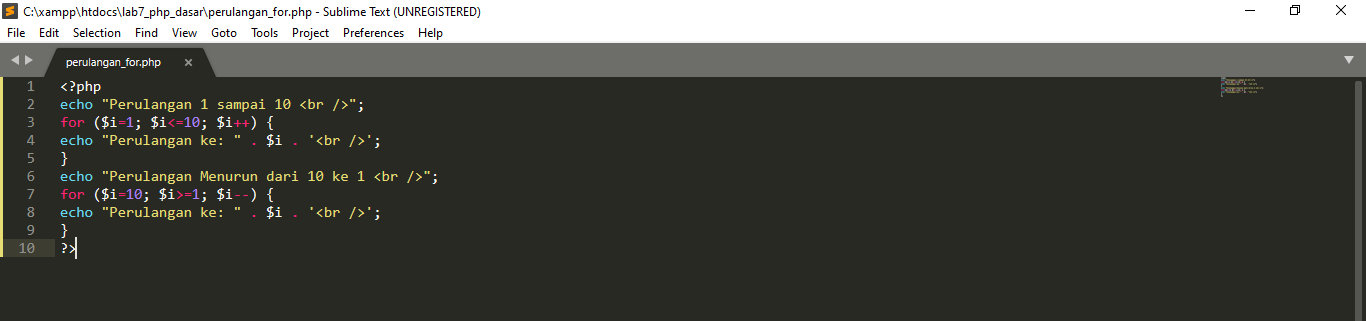 C:\xampp\htdocs\lab7_php_dasar\perulangan_for.php - Sublime Text (UNREGISTERED)
File Edit Selection Find View Goto Tools Project Preferences Help
perulangan_for.php ×
1 <?php
2 echo "Perulangan 1 sampai 10 <br />";
3 for ($i=1; $i<=10; $i++) {
4 echo "Perulangan ke: " . $i . '<br />';
5 }
6 echo "Perulangan Menurun dari 10 ke 1 <br />";
7 for ($i=10; $i>=1; $i--) {
8 echo "Perulangan ke: " . $i . '<br />';
9 }
10 ?>